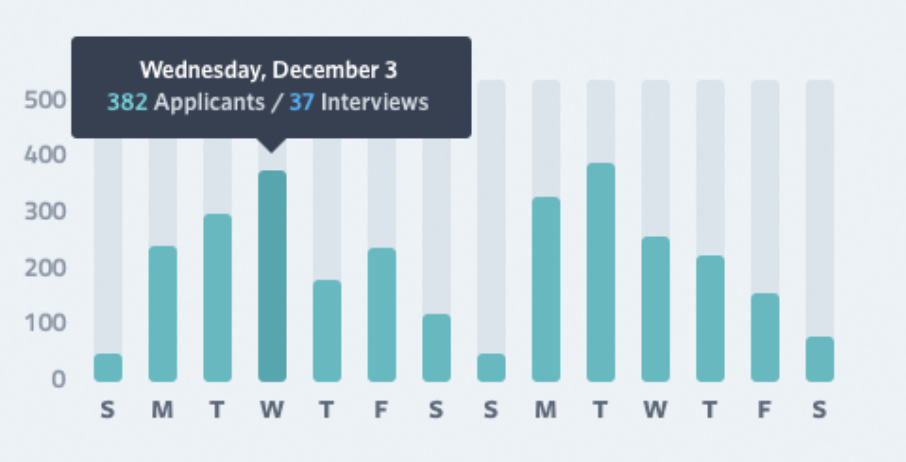 Wednesday, December 3
382 Applicants / 37 Interviews
500
400
300
200
100
0
S M T W T F S S M T W T F S